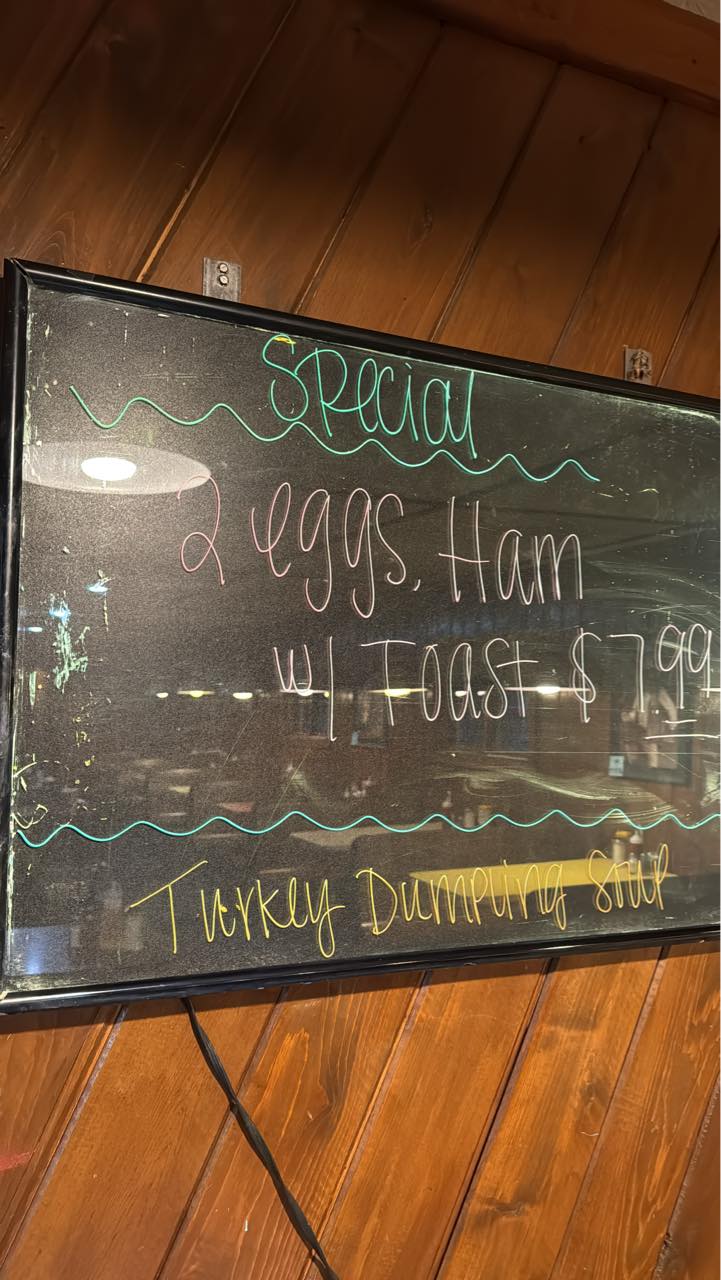 Special
2 eggs, Ham
w/ Toast $7.99
Turkey Dumpling Soup